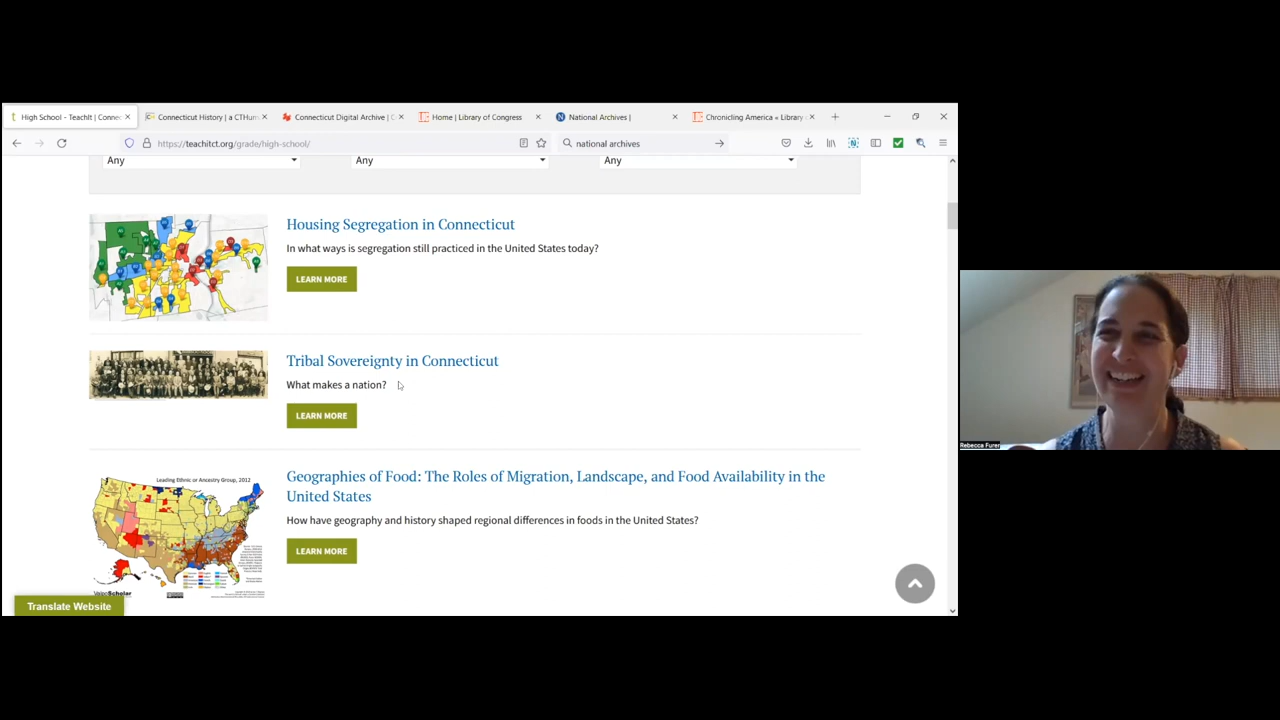 High School - TeachIt | Connec
Connecticut History | a CTHum
Connecticut Digital Archive | C
Home | Library of Congress
National Archives |
Chronicling America « Library
https://teachitct.org/grade/high-school/
national archives
Any
Any
Any
Housing Segregation in Connecticut
In what ways is segregation still practiced in the United States today?
LEARN MORE
Tribal Sovereignty in Connecticut
What makes a nation?
LEARN MORE
Leading Ethnic or Ancestry Group, 2012
Geographies of Food: The Roles of Migration, Landscape, and Food Availability in the
United States
How have geography and history shaped regional differences in foods in the United States?
LEARN MORE
Translate Website
Rebecca Furer